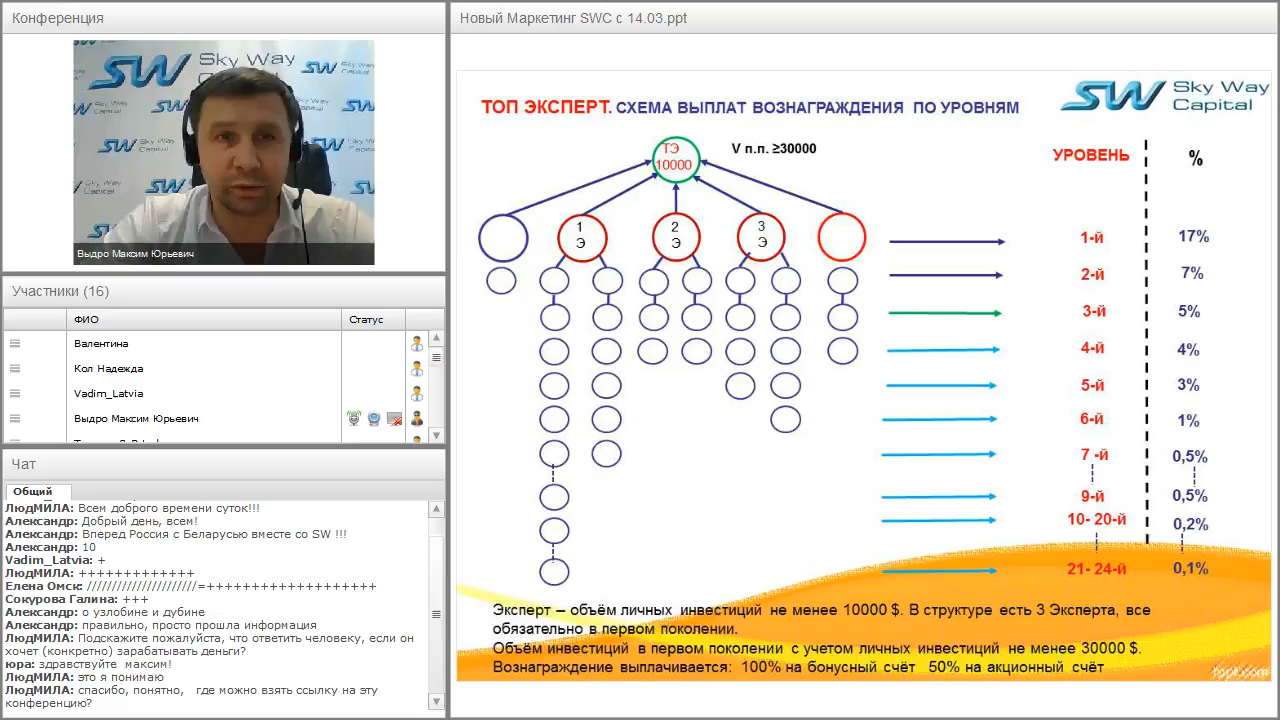 Конференция
SW Sky Way
Capital
SW
Выдро Максим Юрьевич
Участники (16)
ФИО
Статус
Валентина
Кол Надежда
Vadim_Latvia
Выдро Максим Юрьевич
Чат
Общий
ЛюдМИЛА: Всем доброго времени суток!!!
Александр: Добрый день, всем!
Александр: Вперед Россия с Беларусью вместе со SW !!!
Александр: 10
Vadim_Latvia: +
ЛюдМИЛА: +++++++++++++
Елена Омск: //////////////////////=+++++++++++++++++++
Сокурова Галина: +++
Александр: о узлобине и дубине
Александр: правильно, просто прошла информация
ЛюдМИЛА: Подскажите пожалуйста, что ответить человеку, если он
хочет (конкретно) зарабатывать деньги?
юра: здравствуйте максим!
ЛюдМИЛА: это я понимаю
ЛюдМИЛА: спасибо, понятно, где можно взять ссылку на эту
конференцию?
Новый Маркетинг SWC с 14.03.ppt
ТОП ЭКСПЕРТ. СХЕМА ВЫПЛАТ ВОЗНАГРАЖДЕНИЯ ПО УРОВНЯМ
SW Sky Way
Capital
ТЭ
10000
V п.п. ≥30000
УРОВЕНЬ %
1
Э
2
Э
3
Э
1-й 17%
2-й 7%
3-й 5%
4-й 4%
5-й 3%
6-й 1%
7 -й 0,5%
9-й 0,5%
10- 20-й 0,2%
21- 24-й 0,1%
Эксперт – объём личных инвестиций не менее 10000 $. В структуре есть 3 Эксперта, все
обязательно в первом поколении.
Объём инвестиций в первом поколении с учетом личных инвестиций не менее 30000 $.
Вознаграждение выплачивается: 100% на бонусный счёт 50% на акционный счёт